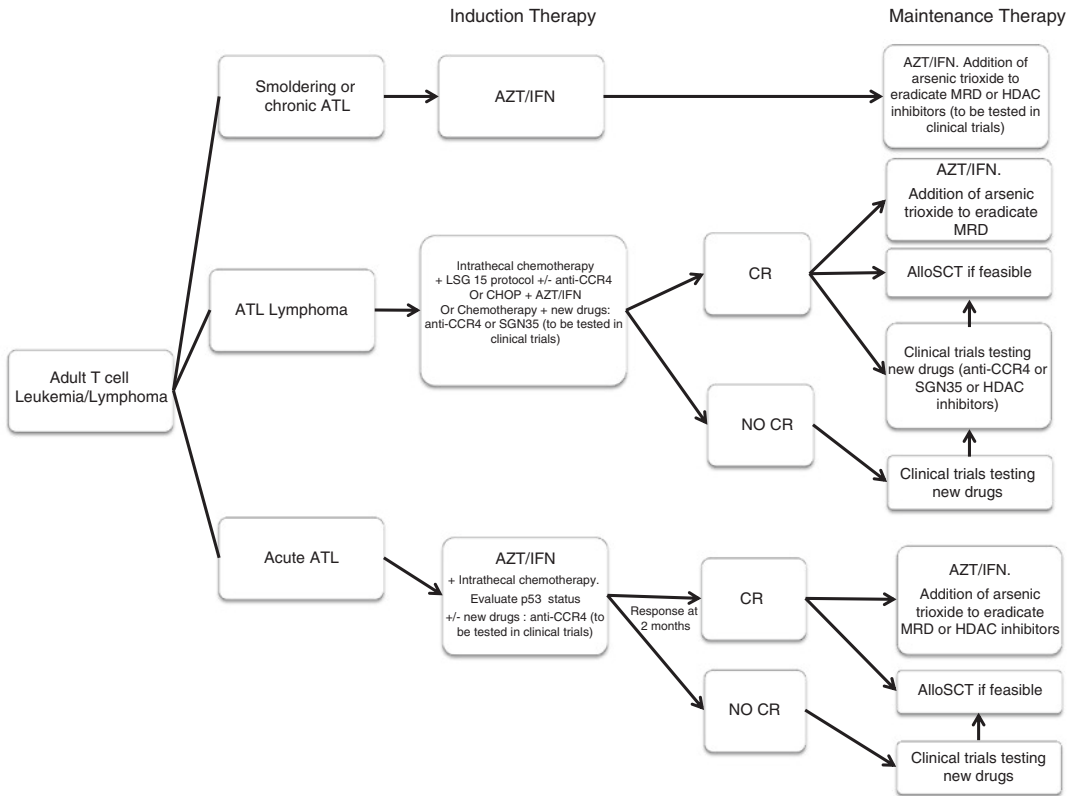 Induction Therapy
Maintenance Therapy
Smoldering or
chronic ATL
AZT/IFN
AZT/IFN. Addition of
arsenic trioxide to
eradicate MRD or HDAC
inhibitors (to be tested in
clinical trials)
Adult T cell
Leukemia/Lymphoma
ATL Lymphoma
Intrathecal chemotherapy
+ LSG 15 protocol +/- anti-CCR4
Or CHOP + AZT/IFN
Or Chemotherapy + new drugs:
anti-CCR4 or SGN35 (to be tested in
clinical trials)
CR
AZT/IFN.
Addition of arsenic
trioxide to eradicate
MRD
AlloSCT if feasible
Clinical trials testing
new drugs (anti-CCR4 or
SGN35 or HDAC
inhibitors)
NO CR
Clinical trials testing
new drugs
Acute ATL
AZT/IFN
+ Intrathecal chemotherapy.
Evaluate p53 status
+/- new drugs : anti-CCR4 (to
be tested in clinical trials)
Response at
2 months
CR
AZT/IFN.
Addition of arsenic
trioxide to eradicate
MRD or HDAC inhibitors
AlloSCT if feasible
NO CR
Clinical trials testing
new drugs